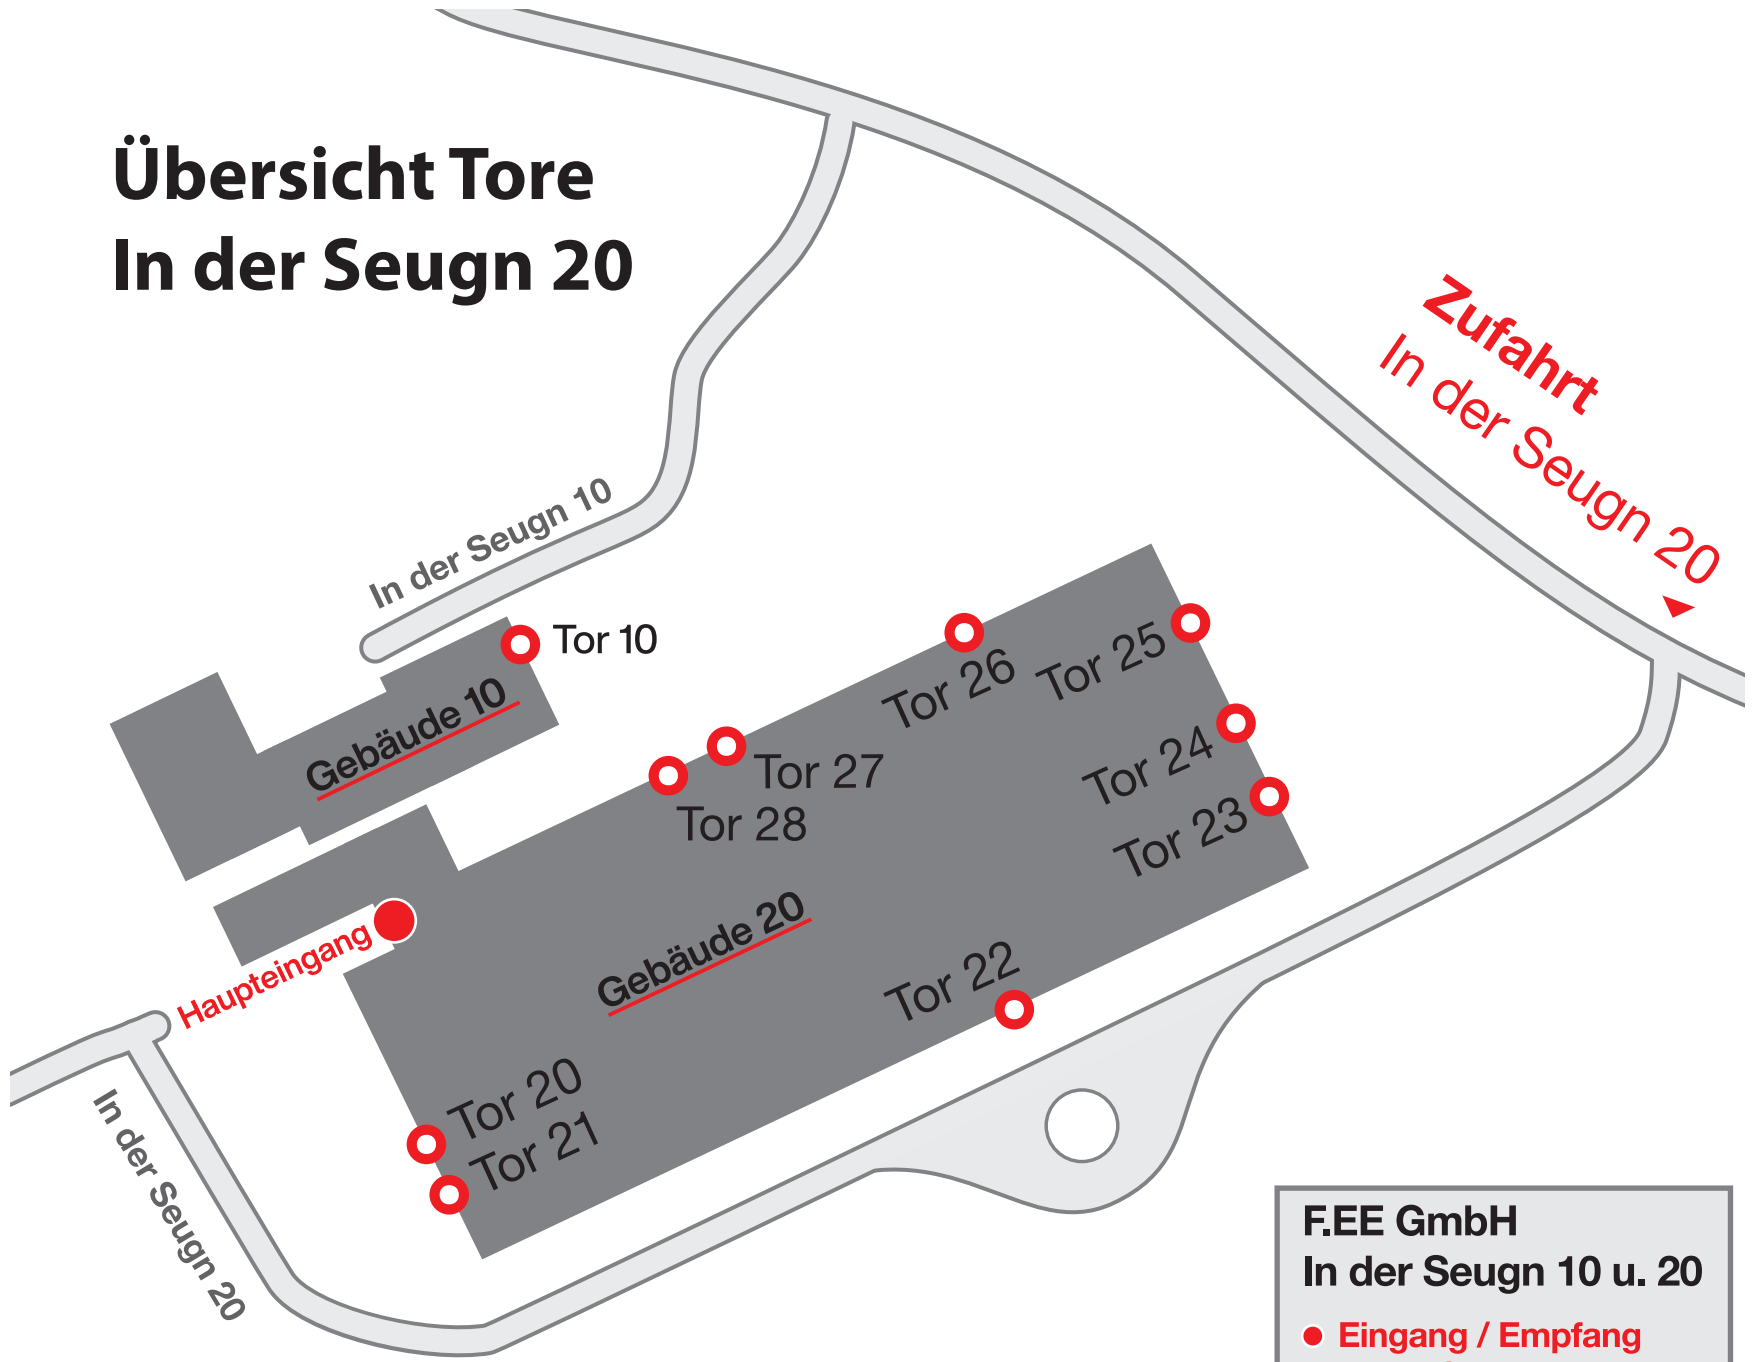 Übersicht Tore
In der Seugn 20
Zufahrt
In der Seugn 20
In der Seugn 10
Tor 10
Gebäude 10
Tor 26
Tor 25
Tor 27
Tor 28
Tor 24
Tor 23
Haupteingang
Gebäude 20
Tor 22
Tor 20
Tor 21
In der Seugn 20
F.EE GmbH
In der Seugn 10 u. 20
Eingang / Empfang